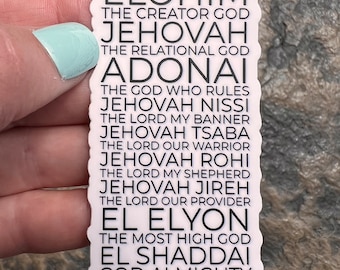 ELOHIM
THE CREATOR GOD
JEHOVAH
THE RELATIONAL GOD
ADONAI
THE GOD WHO RULES
JEHOVAH NISSI
THE LORD MY BANNER
JEHOVAH TSABA
THE LORD OUR WARRIOR
JEHOVAH ROHI
THE LORD MY SHEPHERD
JEHOVAH JIREH
THE LORD OUR PROVIDER
EL ELYON
THE MOST HIGH GOD
EL SHADDAI
GOD ALMIGHTY